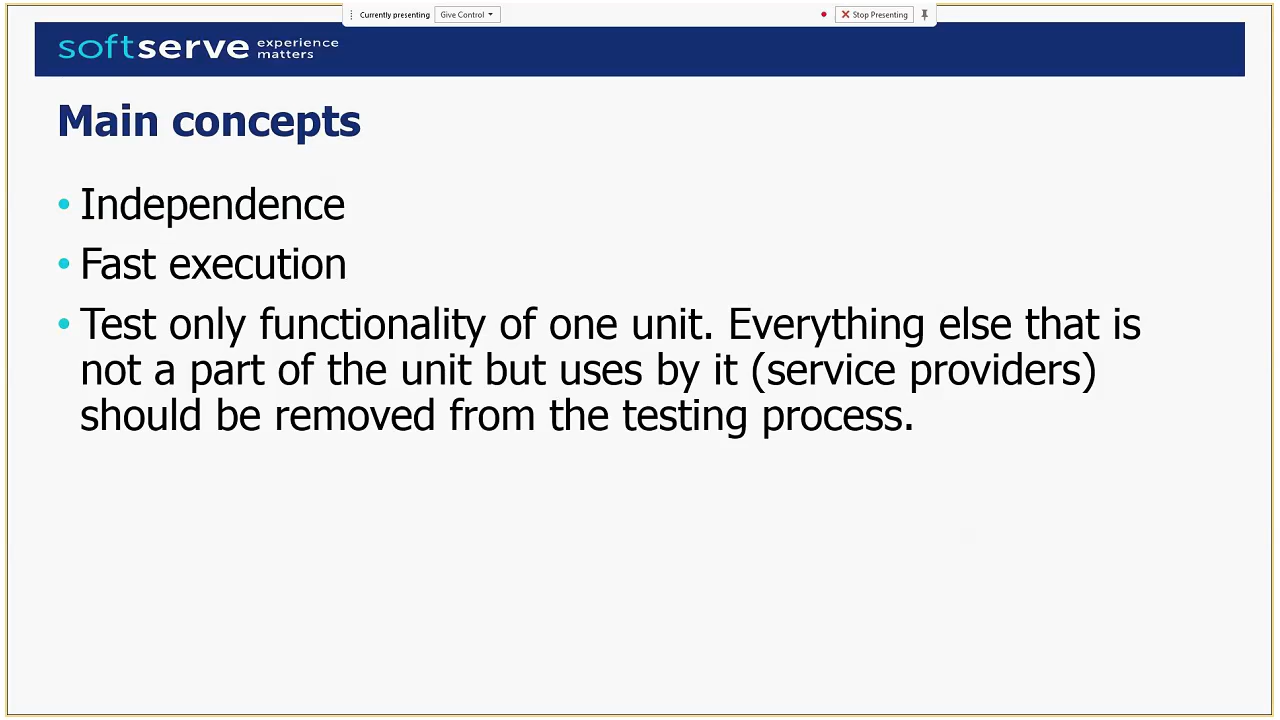 Currently presenting Give Control Stop Presenting
softserve experience matters
Main concepts
• Independence
• Fast execution
• Test only functionality of one unit. Everything else that is
not a part of the unit but uses by it (service providers)
should be removed from the testing process.